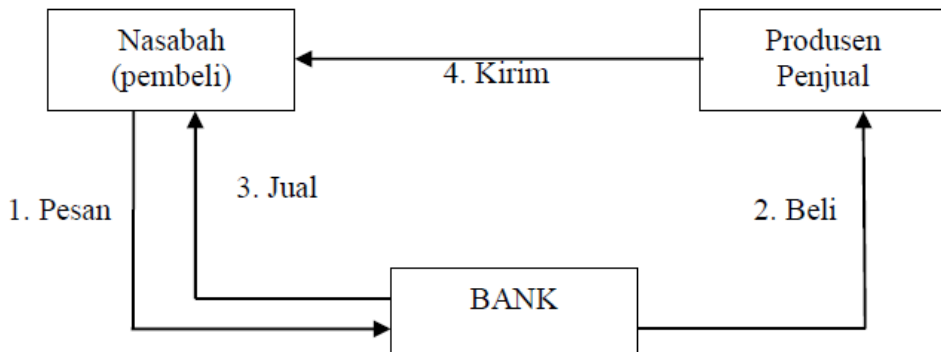 Nasabah
(pembeli)
Produsen
Penjual
4. Kirim
1. Pesan
3. Jual
2. Beli
BANK